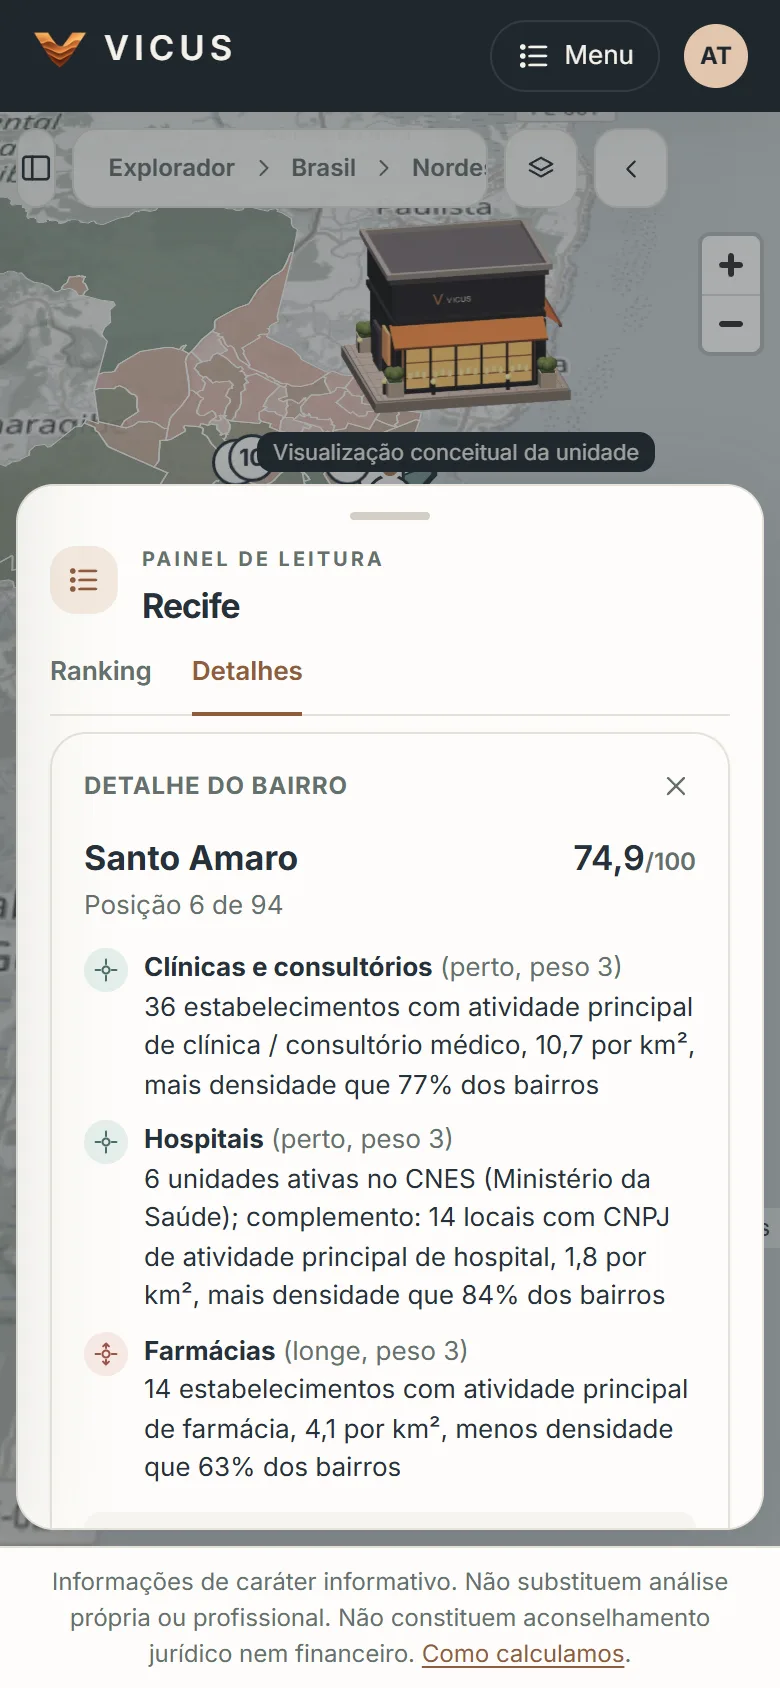 VICUS
Menu
AT
Explorador
Brasil
Paulista
VICUS
Visualização conceitual da unidade
PAINEL DE LEITURA
Recife
Ranking
Detalhes
DETALHE DO BAIRRO
Santo Amaro
74,9/100
Posição 6 de 94
Clínicas e consultórios (perto, peso 3)
36 estabelecimentos com atividade principal
de clínica / consultório médico, 10,7 por km²,
mais densidade que 77% dos bairros
Hospitais (perto, peso 3)
6 unidades ativas no CNES (Ministério da
Saúde); complemento: 14 locais com CNPJ
de atividade principal de hospital, 1,8 por
km², mais densidade que 84% dos bairros
Farmácias (longe, peso 3)
14 estabelecimentos com atividade principal
de farmácia, 4,1 por km², menos densidade
que 63% dos bairros
Informações de caráter informativo. Não substituem análise
própria ou profissional. Não constituem aconselhamento
jurídico nem financeiro. Como calculamos.